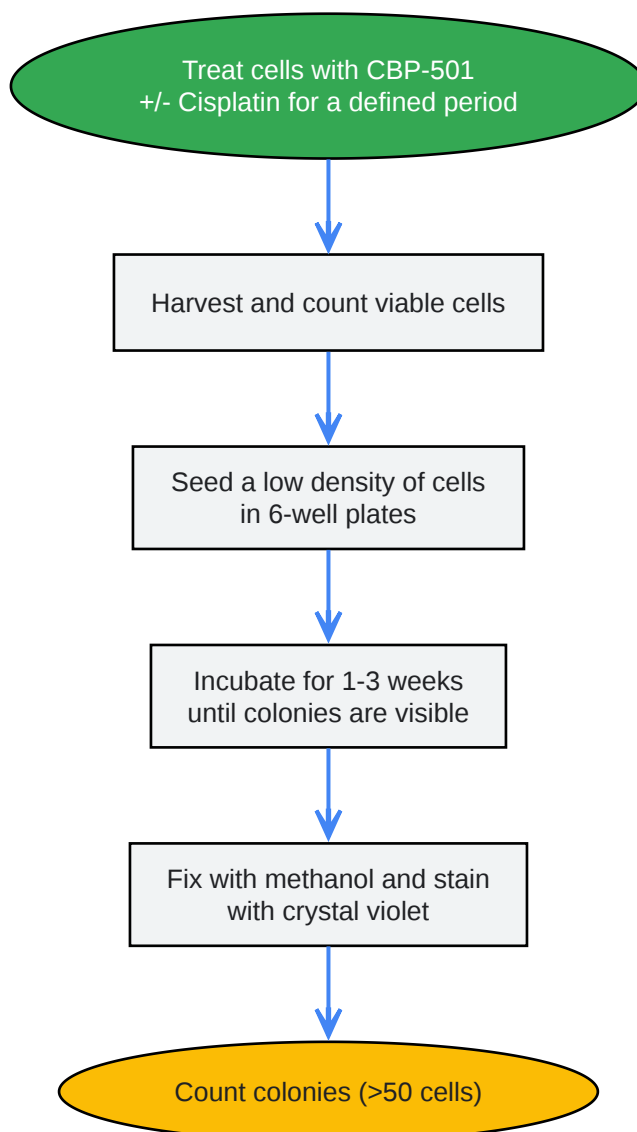 Treat cells with CBP-501
+/- Cisplatin for a defined period
Harvest and count viable cells
Seed a low density of cells
in 6-well plates
Incubate for 1-3 weeks
until colonies are visible
Fix with methanol and stain
with crystal violet
Count colonies (>50 cells)